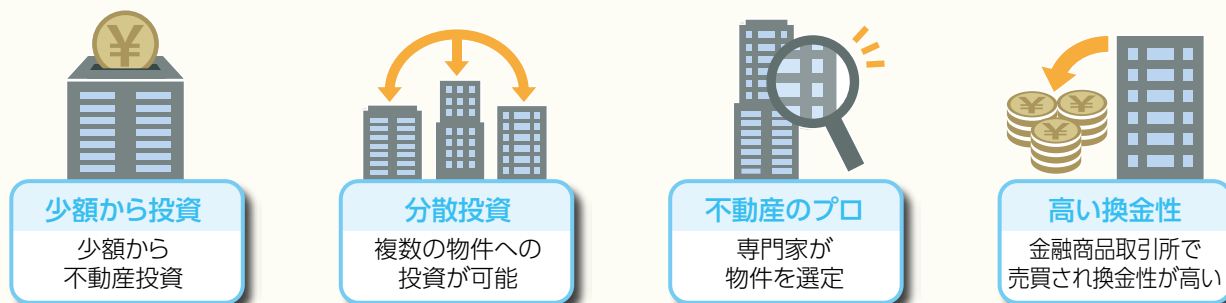 ¥
少額から投資
少額から
不動産投資
分散投資
複数の物件への
投資が可能
不動産のプロ
専門家が
物件を選定
¥ ¥
¥
高い換金性
金融商品取引所で
売買され換金性が高い